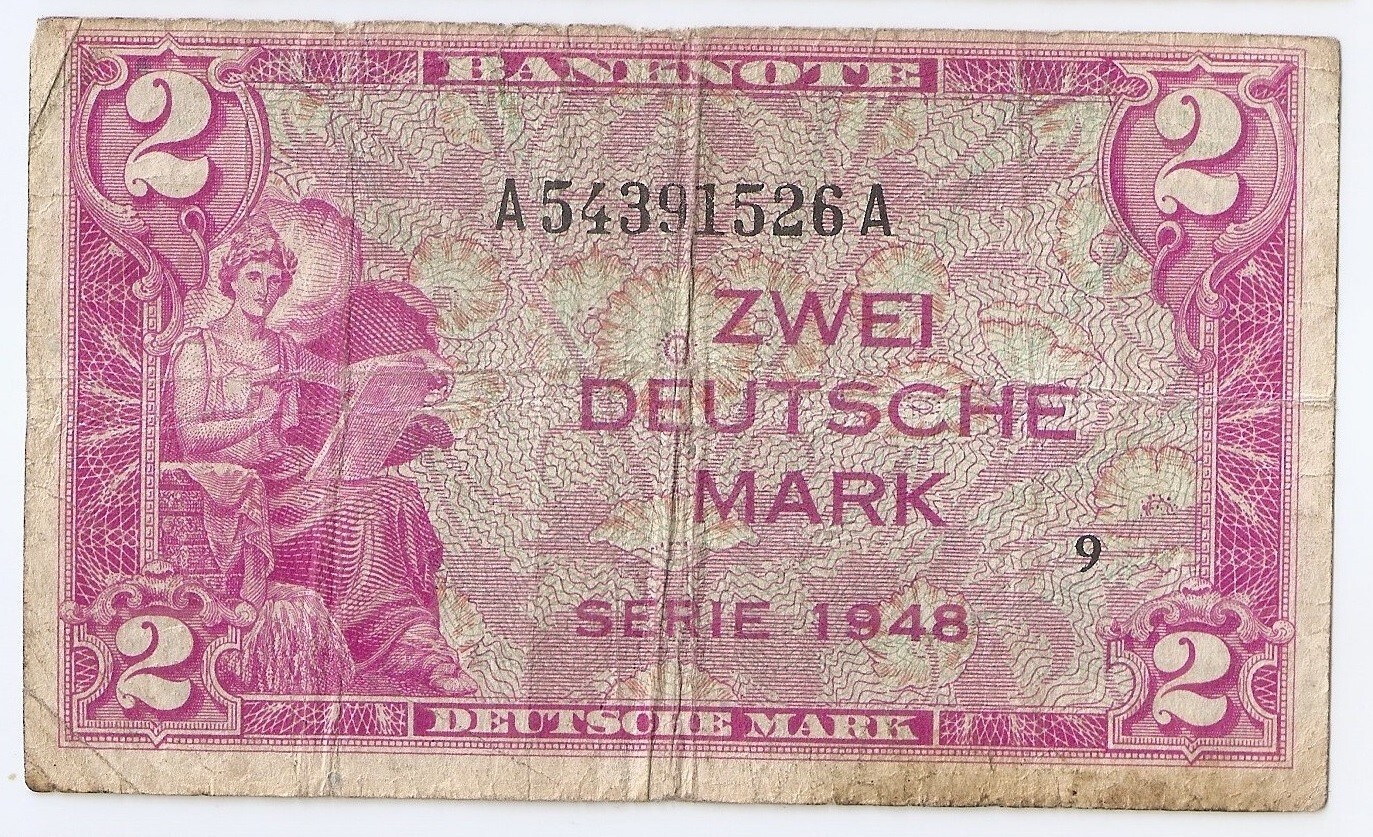 2 BANKNOTE 2
A54391526A
ZWEI
DEUTSCHE
MARK
9
SERIE 1948
2 DEUTSCHE MARK 2